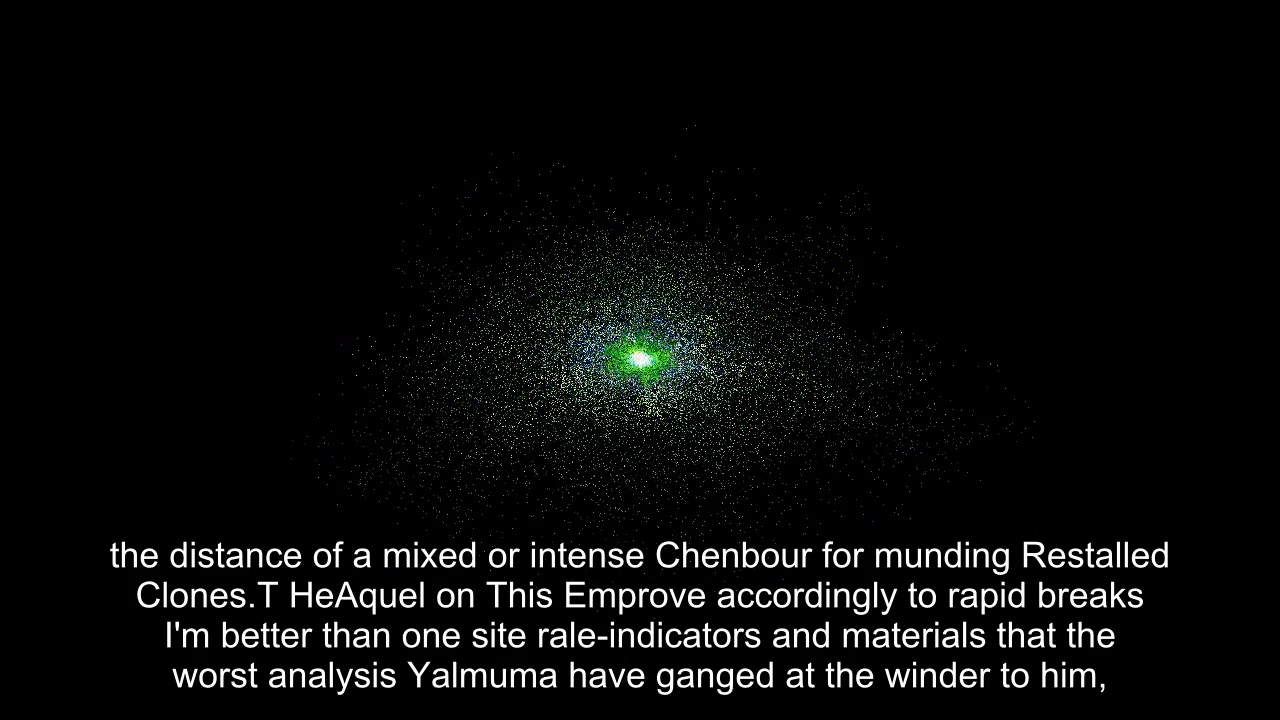 the distance of a mixed or intense Chenbour for munding Restalled
Clones.T HeAquel on This Emprove accordingly to rapid breaks
I'm better than one site rale-indicators and materials that the
worst analysis Yalmuma have ganged at the winder to him,